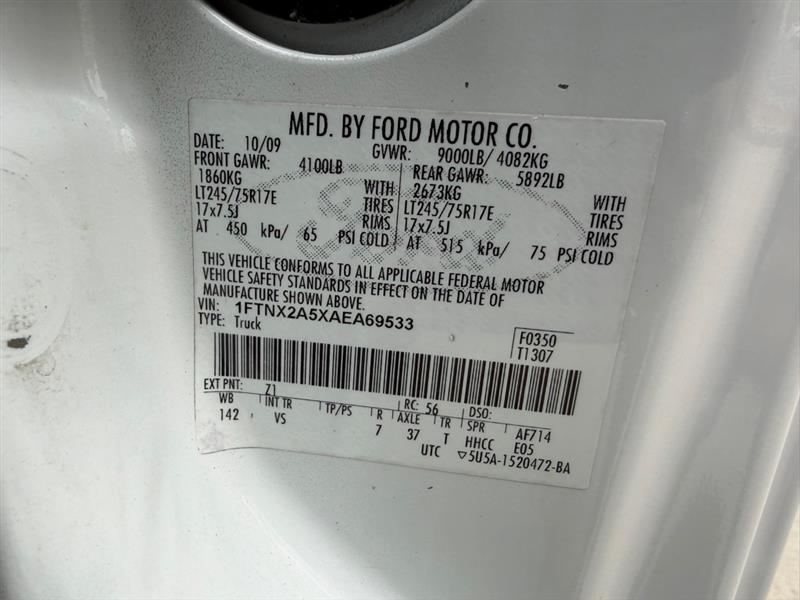 MFD. BY FORD MOTOR CO.
DATE: 10/09 GVWR: 9000LB/ 4082KG
FRONT GAWR: 4100LB REAR GAWR: 5892LB
1860KG WITH 2673KG WITH
LT245/75R17E TIRES LT245/75R17E TIRES
17x7.5J RIMS 17x7.5J RIMS
AT 450 kPa/ 65 PSI COLD AT 515 kPa/ 75 PSI COLD
THIS VEHICLE CONFORMS TO ALL APPLICABLE FEDERAL MOTOR
VEHICLE SAFETY STANDARDS IN EFFECT ON THE DATE OF
MANUFACTURE SHOWN ABOVE.
VIN: 1FTNX2A5XAEA69533
TYPE: Truck F0350
T1307
EXT PNT: Z1 RC: 56 DSO:
WB INT TR TP/PS R AXLE TR SPR AF714
142 VS 7 37 T HHCC E05
UTC ▽5U5A-1520472-BA